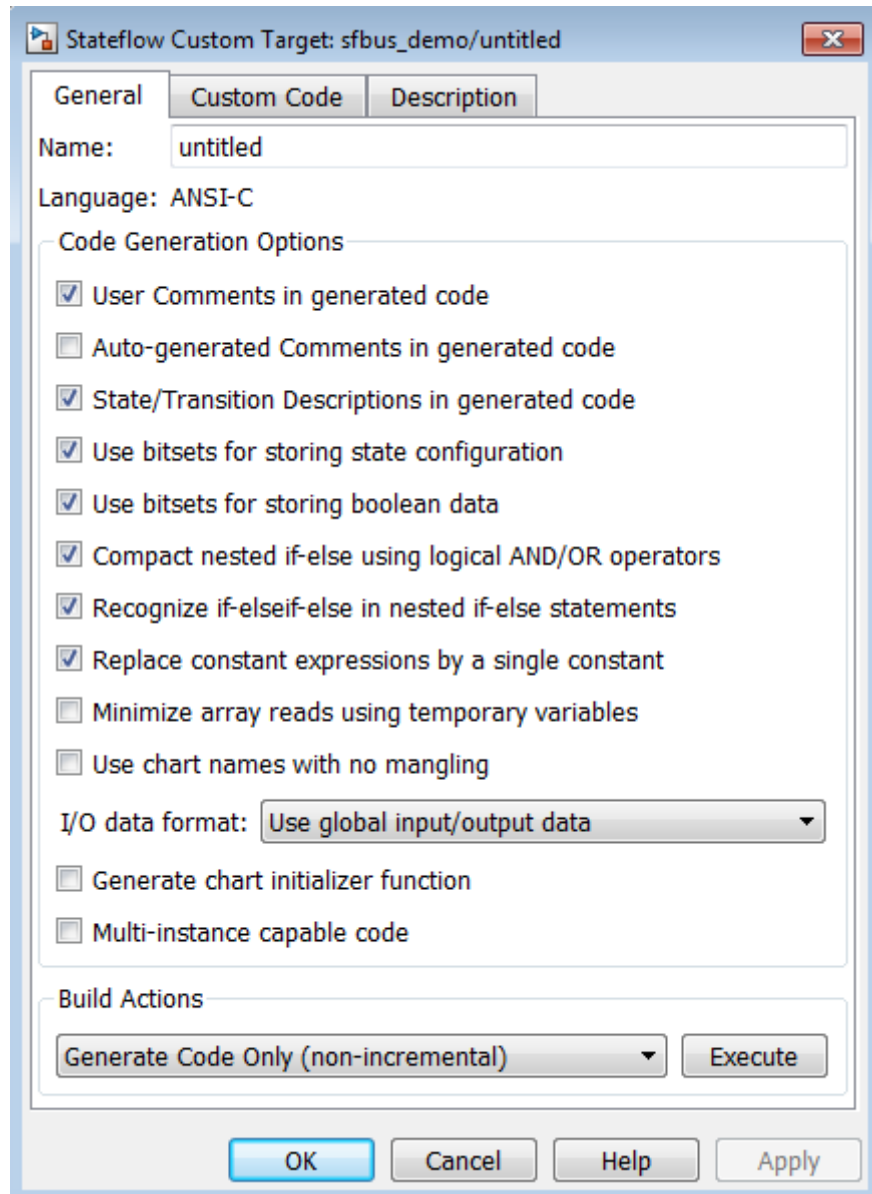 Stateflow Custom Target: sfbus_demo/untitled
General Custom Code Description
Name: untitled
Language: ANSI-C
Code Generation Options
User Comments in generated code
Auto-generated Comments in generated code
State/Transition Descriptions in generated code
Use bitsets for storing state configuration
Use bitsets for storing boolean data
Compact nested if-else using logical AND/OR operators
Recognize if-elseif-else in nested if-else statements
Replace constant expressions by a single constant
Minimize array reads using temporary variables
Use chart names with no mangling
I/O data format: Use global input/output data
Generate chart initializer function
Multi-instance capable code
Build Actions
Generate Code Only (non-incremental) Execute
OK Cancel Help Apply